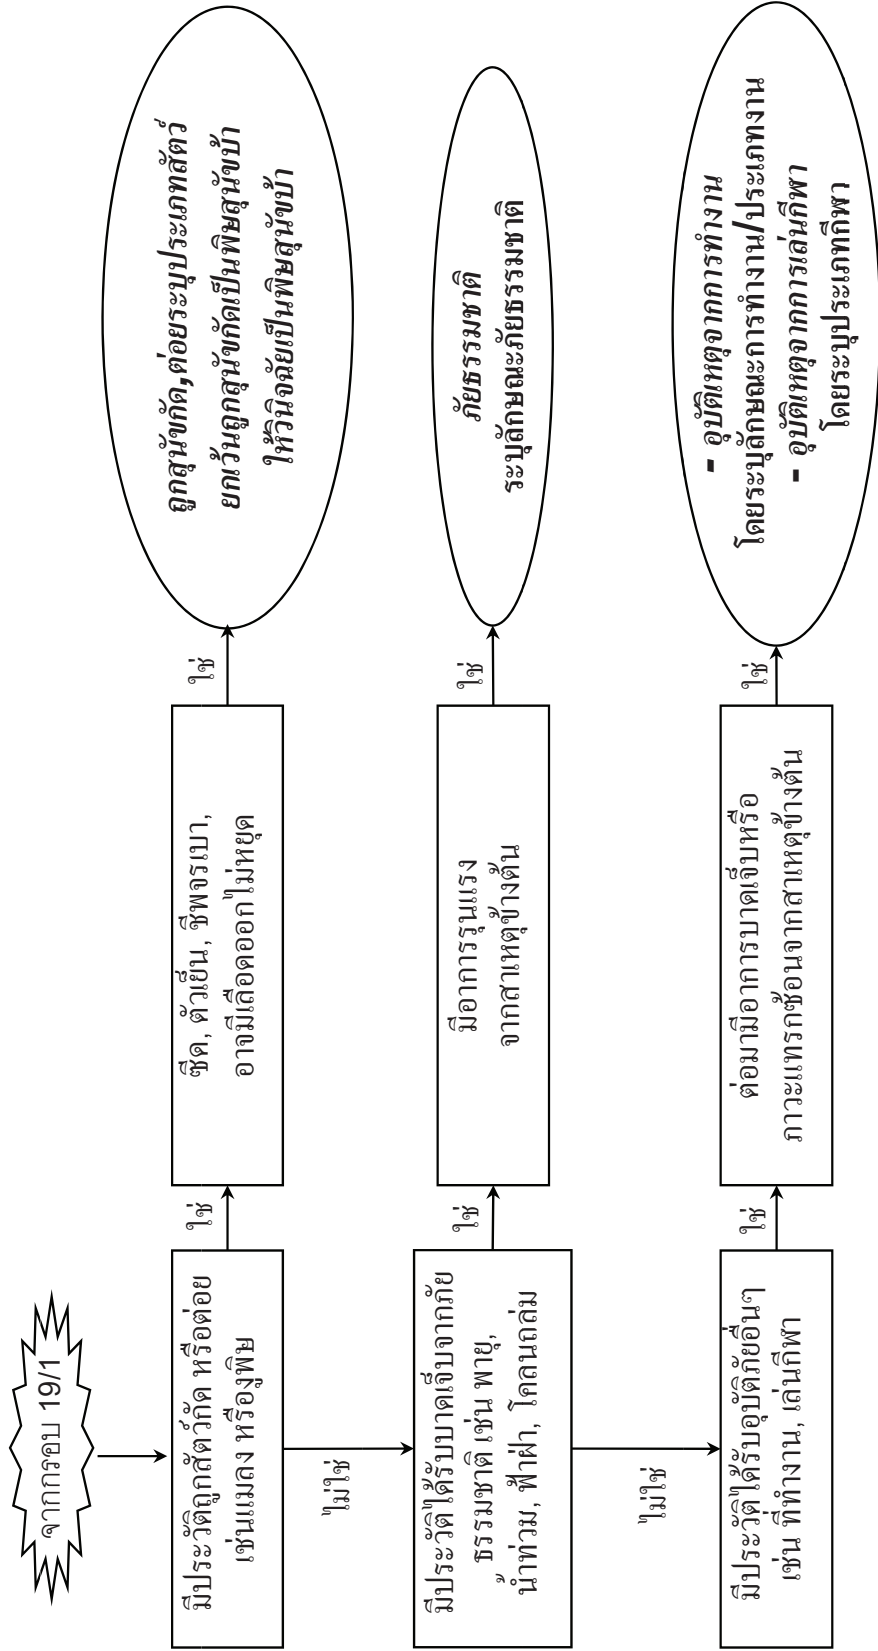 จากกรอบ 19/1
มีประวัติถูกสัตว์กัด หรือต่อย
เช่นแมลง หรืองูพิษ
ใช่
ซีด, ตัวเย็น, ชีพจรเบา,
อาจมีเลือดออกไม่หยุด
ใช่
ถูกสุนัขกัด,ต่อยระบุประเภทสัตว์
ยกเว้นถูกสุนัขกัดเป็นพิษสุนัขบ้า
ให้วินิจฉัยเป็นพิษสุนัขบ้า
ไม่ใช่
มีประวัติได้รับบาดเจ็บจากภัย
ธรรมชาติ เช่น พายุ,
น้ำท่วม, ฟ้าผ่า, โคลนถล่ม
ใช่
มีอาการรุนแรง
จากสาเหตุข้างต้น
ใช่
ภัยธรรมชาติ
ระบุลักษณะภัยธรรมชาติ
ไม่ใช่
มีประวัติได้รับอุบัติภัยอื่นๆ
เช่น ที่ทำงาน, เล่นกีฬา
ใช่
ต่อมามีอาการบาดเจ็บหรือ
ภาวะแทรกซ้อนจากสาเหตุข้างต้น
ใช่
- อุบัติเหตุจากการทำงาน
โดยระบุลักษณะการทำงาน/ประเภทงาน
- อุบัติเหตุจากการเล่นกีฬา
โดยระบุประเภทกีฬา